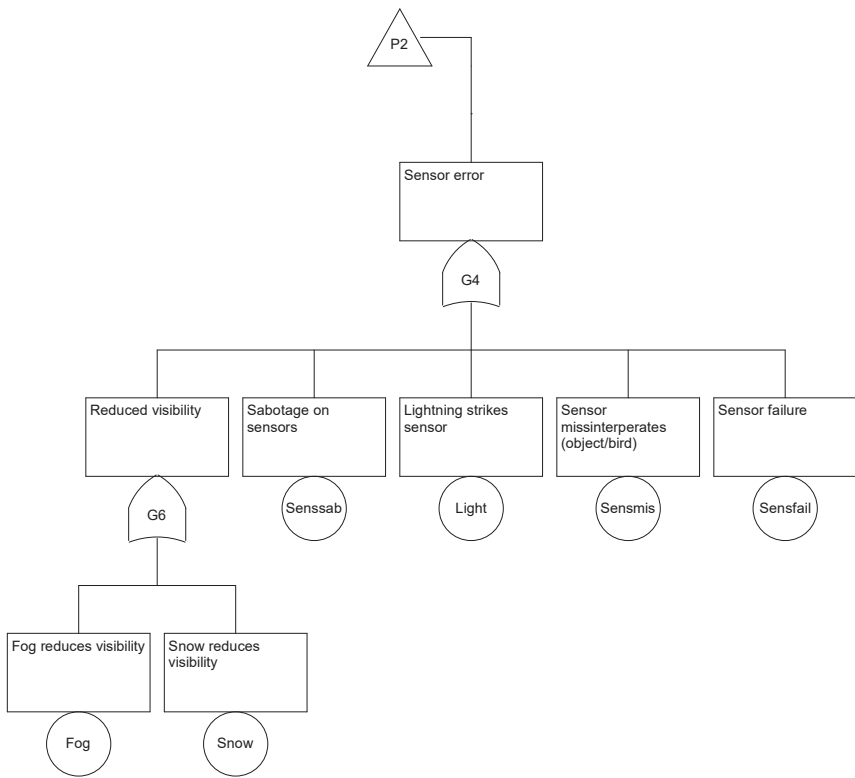 P2
Sensor error
G4
Reduced visibility
Sabotage on
sensors
Lightning strikes
sensor
Sensor
missinterperates
(object/bird)
Sensor failure
G6
Senssab
Light
Sensmis
Sensfail
Fog reduces visibility
Snow reduces
visibility
Fog
Snow